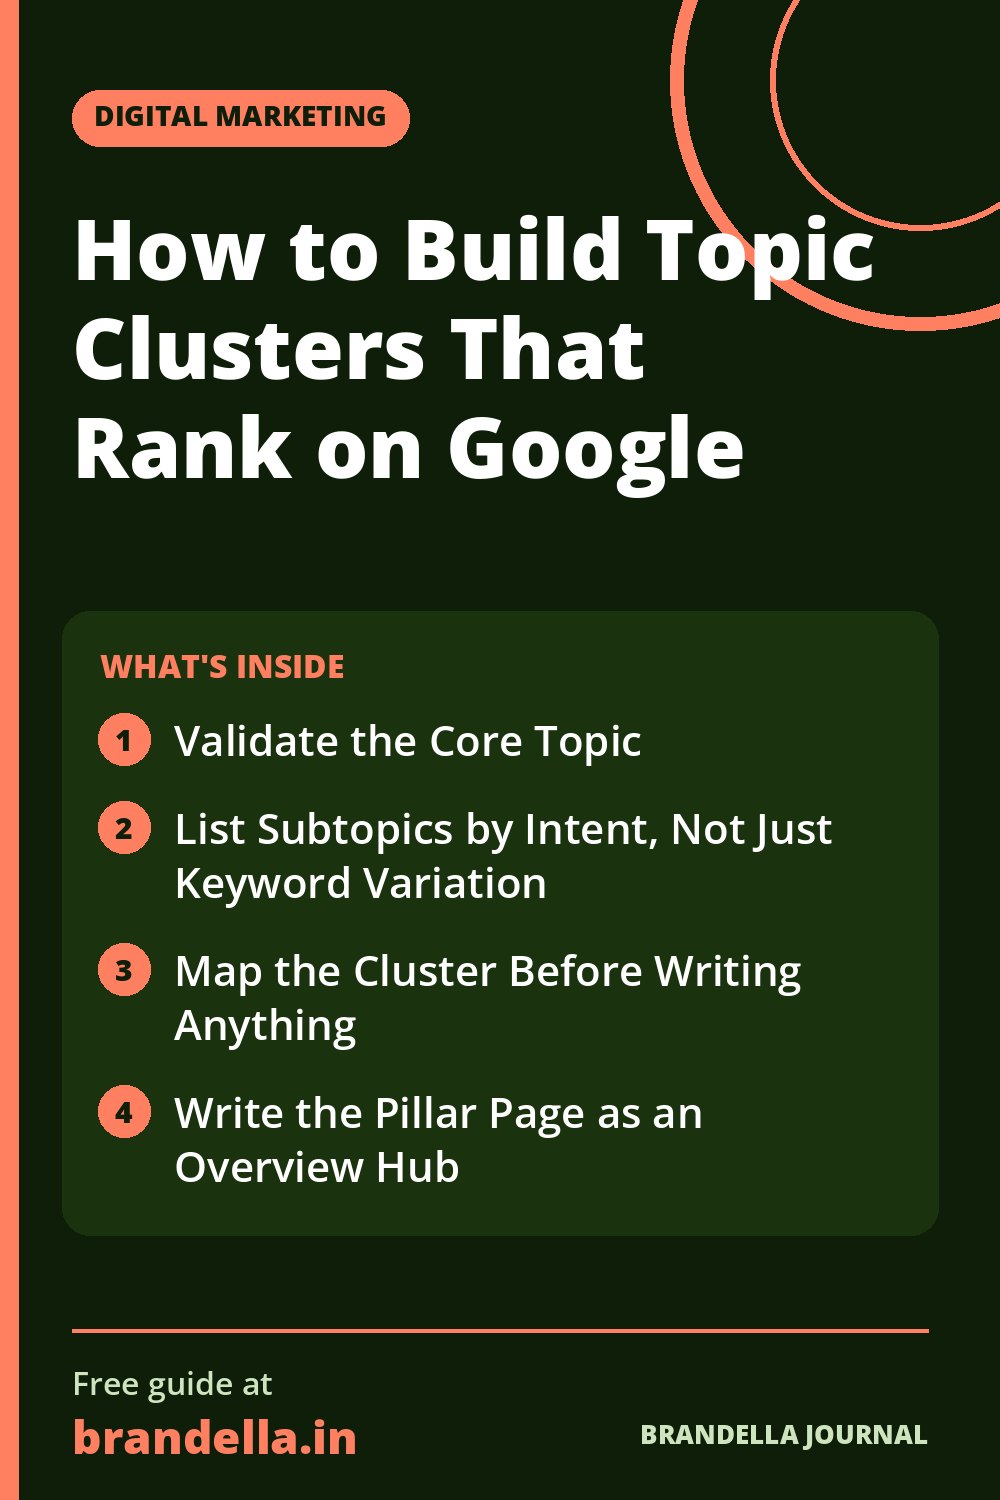 DIGITAL MARKETING
How to Build Topic
Clusters That
Rank on Google
WHAT'S INSIDE
1 Validate the Core Topic
2 List Subtopics by Intent, Not Just
Keyword Variation
3 Map the Cluster Before Writing
Anything
4 Write the Pillar Page as an
Overview Hub
Free guide at
brandella.in
BRANDELLA JOURNAL